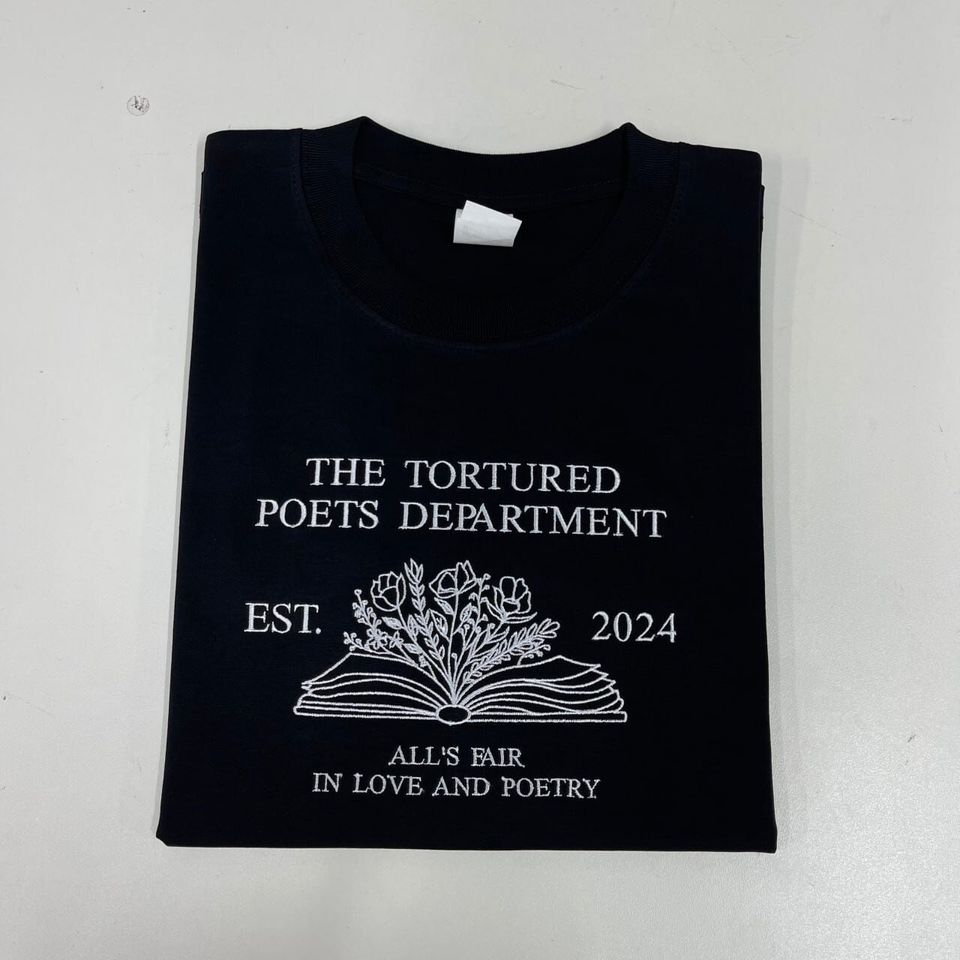 THE TORTURED
POETS DEPARTMENT
EST. 2024
ALL'S FAIR
IN LOVE AND POETRY